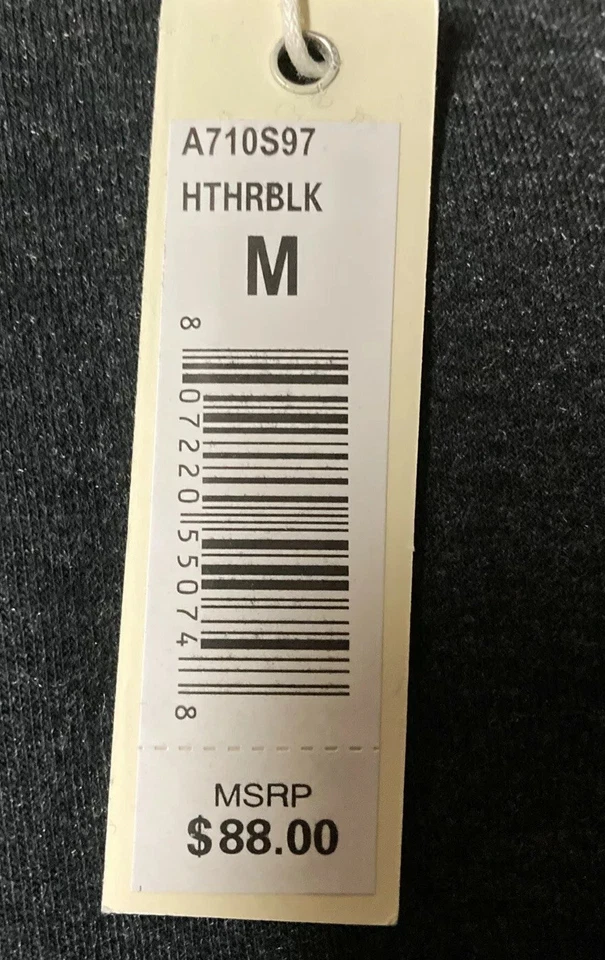 A710S97
HTHRBLK
M
8 07220 55074 8
MSRP
$88.00